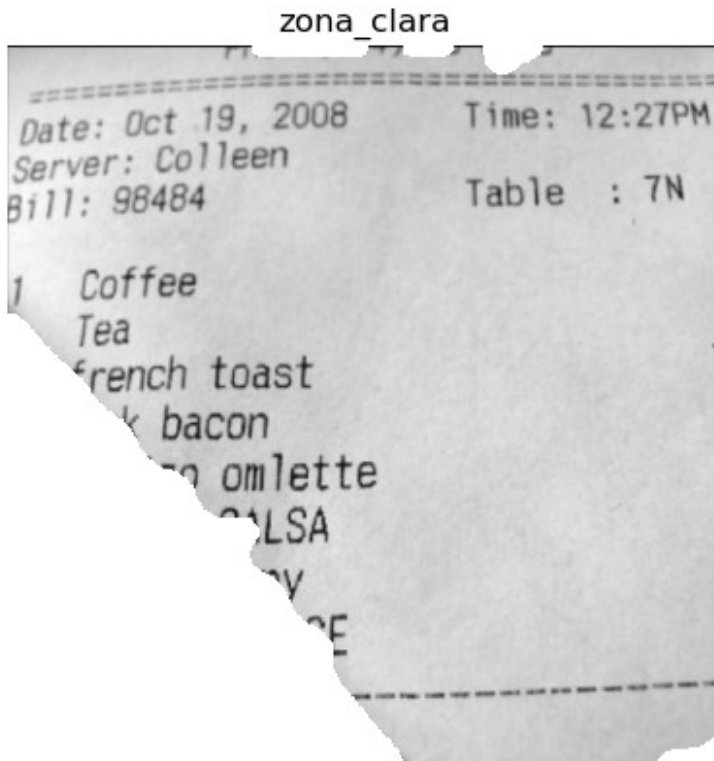 zona_clara
Date: Oct 19, 2008 Time: 12:27PM
Server: Colleen
Bill: 98484 Table : 7N
1 Coffee
Tea
french toast
bacon
omlette